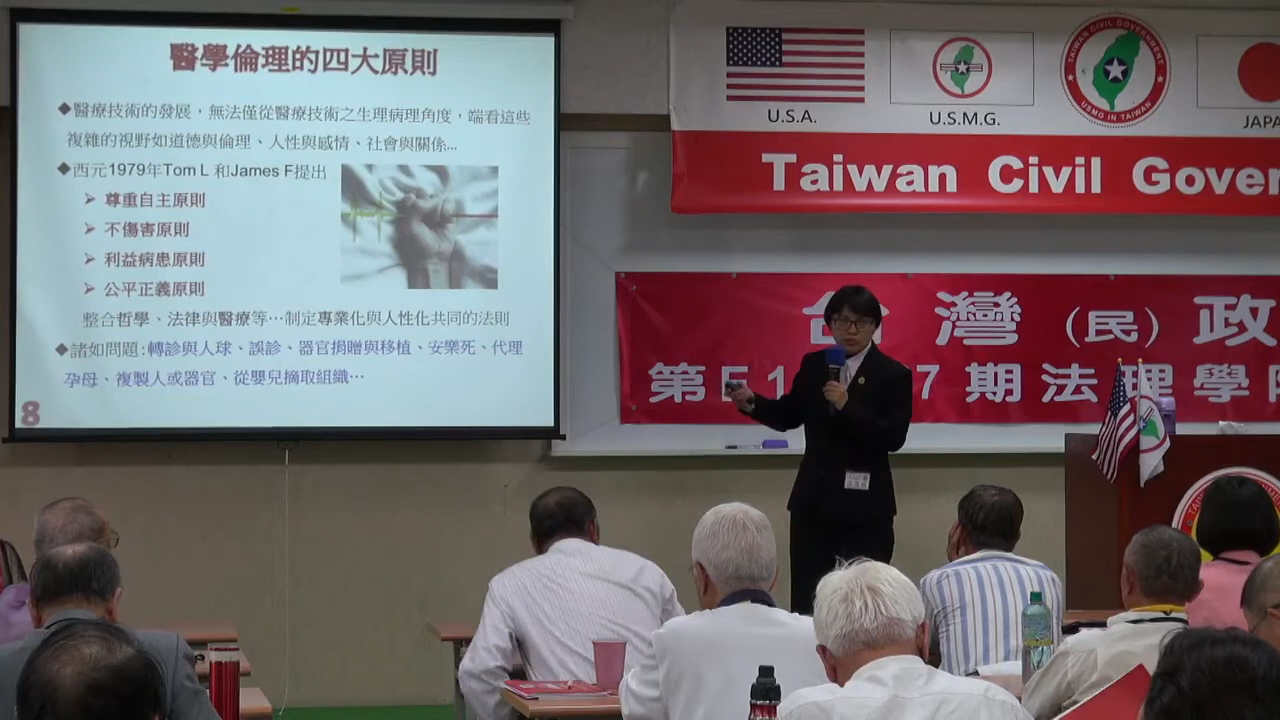 醫學倫理的四大原則
◆醫療技術的發展，無法僅從醫療技術之生理病理角度，端看這些
複雜的視野如道德與倫理、人性與感情、社會與關係...
◆西元1979年Tom L 和James F提出
➢ 尊重自主原則
➢ 不傷害原則
➢ 利益病患原則
➢ 公平正義原則
整合哲學、法律與醫療等…制定專業化與人性化共同的法則
◆諸如問題:轉診與人球、誤診、器官捐贈與移植、安樂死、代理
孕母、複製人或器官、從嬰兒摘取組織…
8
U.S.A.
U.S.M.G.
TAIWAN CIVIL GOVERNMENT
USMG IN TAIWAN
JAPA
Taiwan Civil Gover
台灣(民)政
第 7期法理學